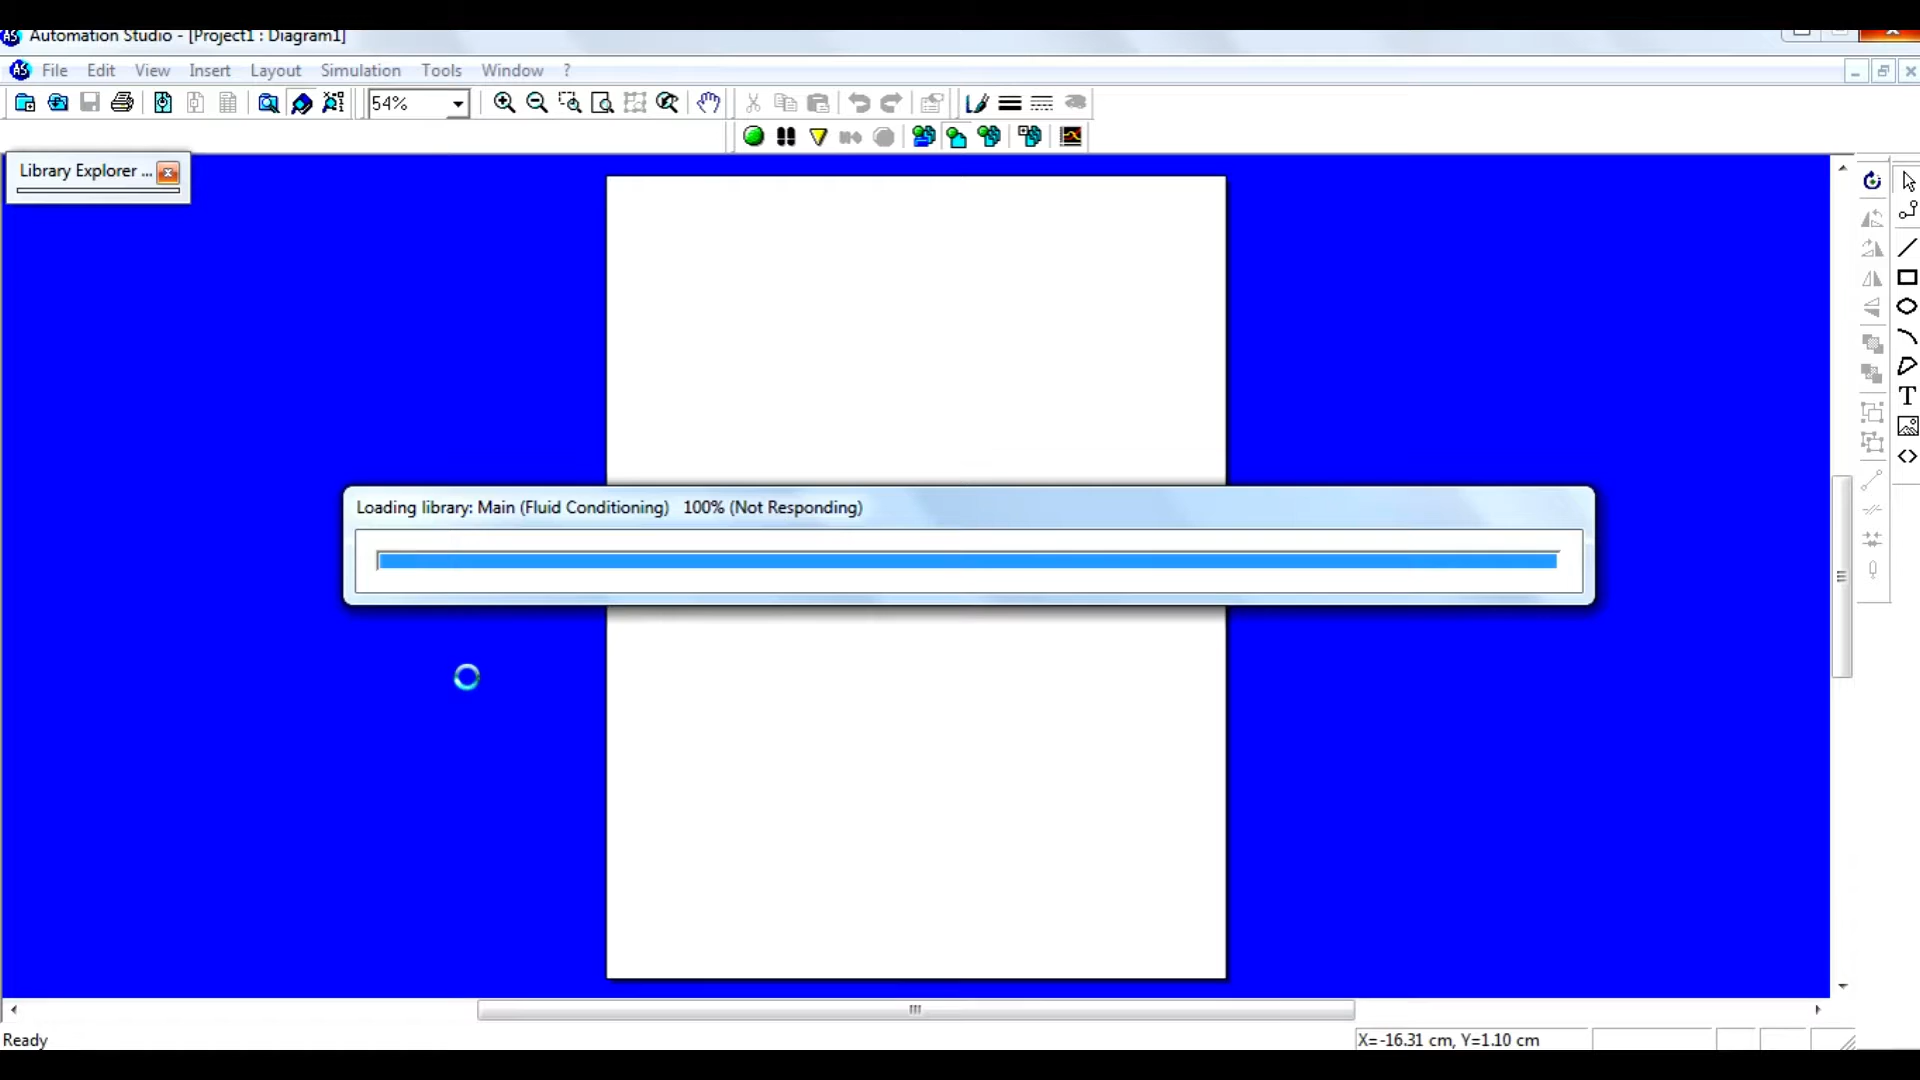 Automation Studio - [Project1 : Diagram1]
File Edit View Insert Layout Simulation Tools Window ?
54%
Library Explorer ...
Loading library: Main (Fluid Conditioning) 100% (Not Responding)
T
Ready
X=-16.31 cm, Y=1.10 cm